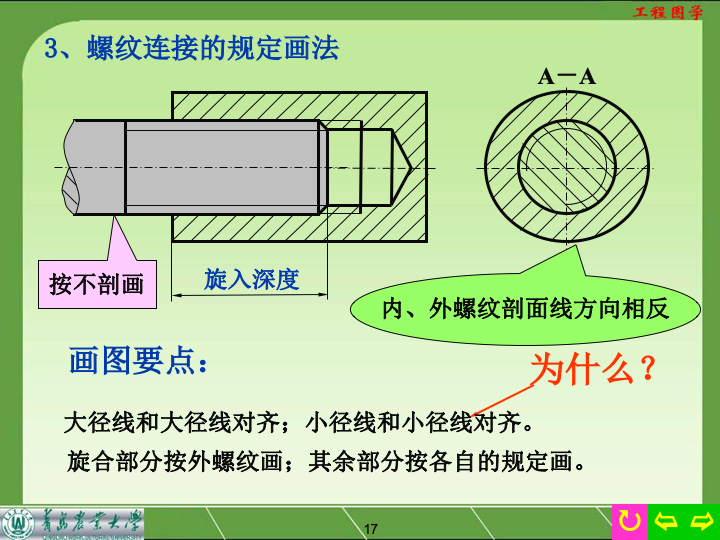 工程图学
3、螺纹连接的规定画法
A－A
按不剖画
旋入深度
内、外螺纹剖面线方向相反
画图要点：
为什么？
大径线和大径线对齐；小径线和小径线对齐。
旋合部分按外螺纹画；其余部分按各自的规定画。
青岛农业大学
17